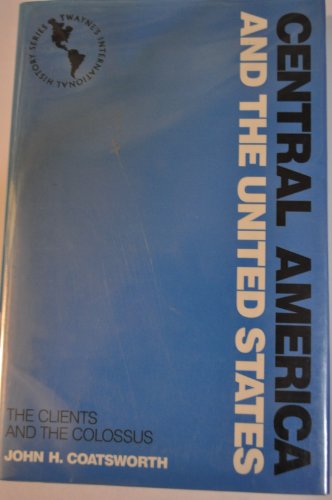 TWAYNE'S INTERNATIONAL HISTORY SERIES
CENTRAL AMERICA
AND THE UNITED STATES
THE CLIENTS
AND THE COLOSSUS
JOHN H. COATSWORTH